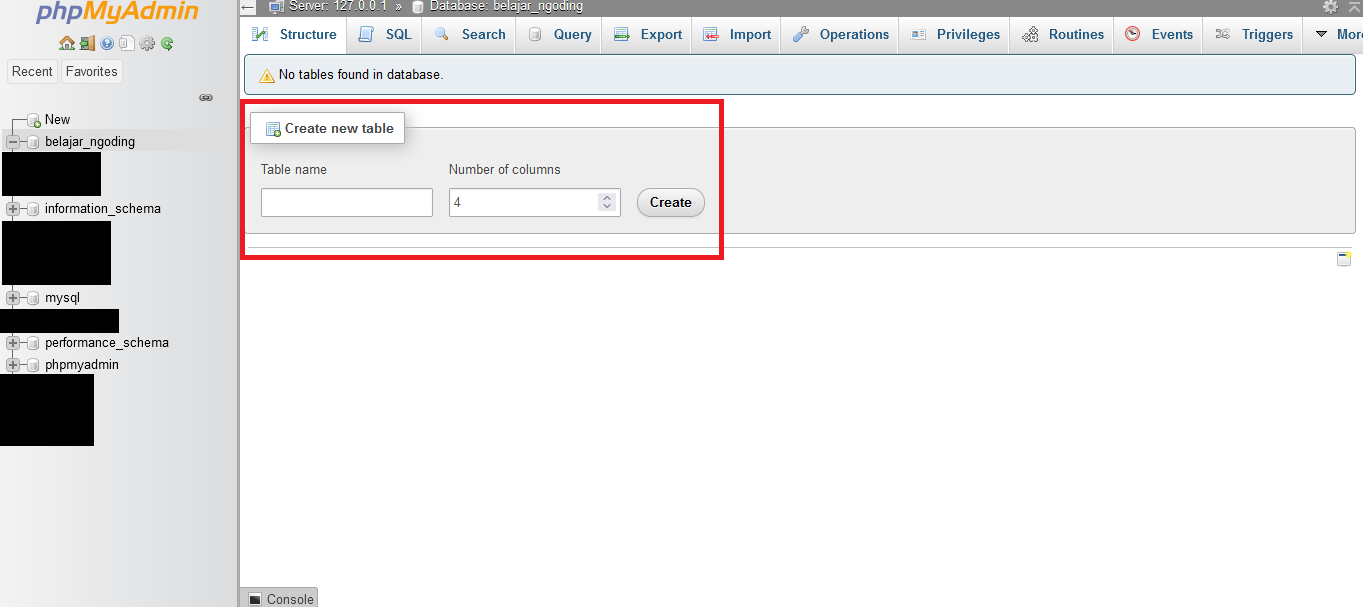 phpMyAdmin
Recent Favorites
New
belajar_ngoding
information_schema
mysql
performance_schema
phpmyadmin
Server: 127.0.0.1 » Database: belajar_ngoding
Structure SQL Search Query Export Import Operations Privileges Routines Events Triggers More
No tables found in database.
Create new table
Table name Number of columns
4 Create
Console